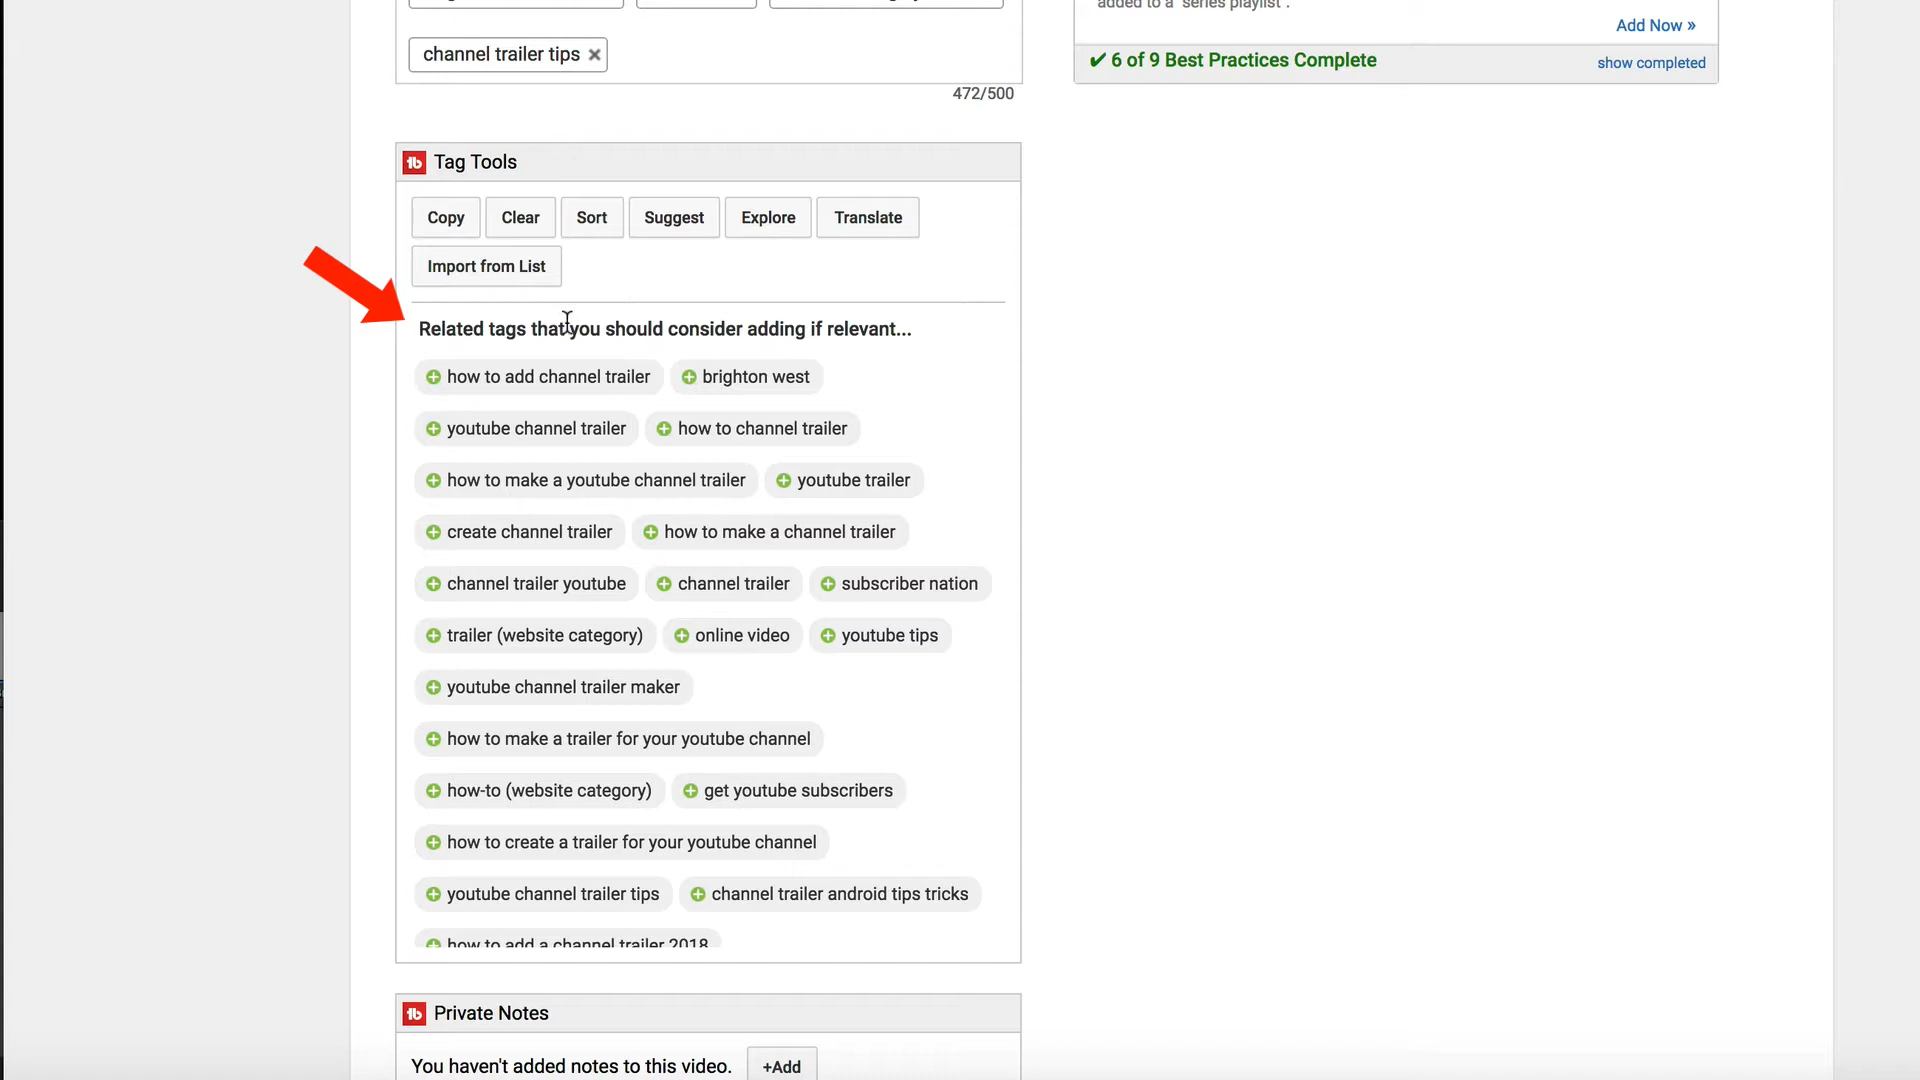 added to a "series playlist".
Add Now »
channel trailer tips ×
✔ 6 of 9 Best Practices Complete
show completed
472/500
tb Tag Tools
Copy Clear Sort Suggest Explore Translate
Import from List
Related tags that you should consider adding if relevant...
how to add channel trailer brighton west
youtube channel trailer how to channel trailer
how to make a youtube channel trailer youtube trailer
create channel trailer how to make a channel trailer
channel trailer youtube channel trailer subscriber nation
trailer (website category) online video youtube tips
youtube channel trailer maker
how to make a trailer for your youtube channel
how-to (website category) get youtube subscribers
how to create a trailer for your youtube channel
youtube channel trailer tips channel trailer android tips tricks
how to add a channel trailer 2018
tb Private Notes
You haven't added notes to this video. +Add